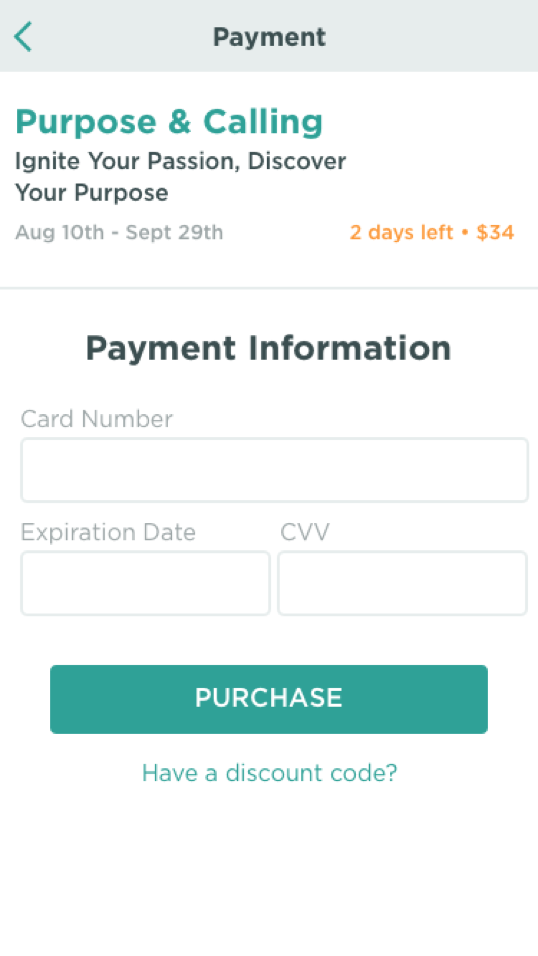 Payment
Purpose & Calling
Ignite Your Passion, Discover
Your Purpose
Aug 10th - Sept 29th
2 days left • $34
Payment Information
Card Number
Expiration Date
CVV
PURCHASE
Have a discount code?